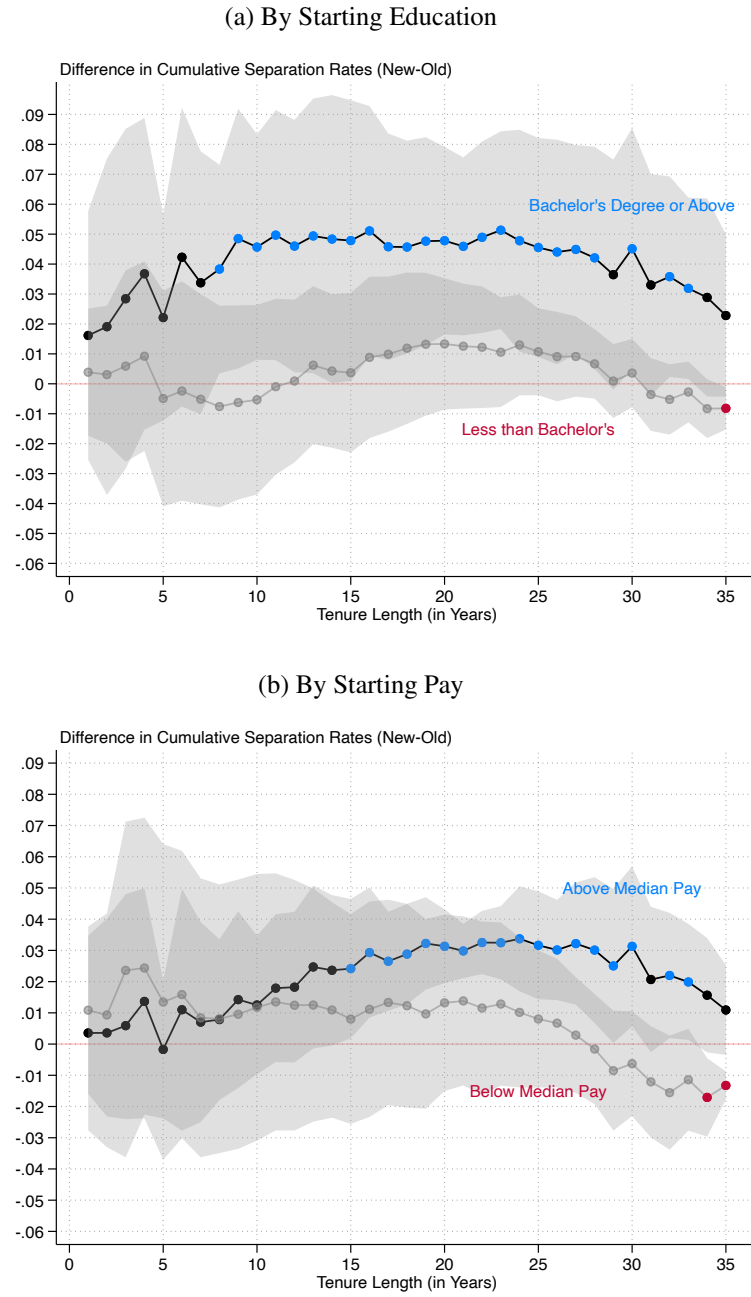 (a) By Starting Education
Difference in Cumulative Separation Rates (New-Old)
.09
.08
.07
.06
Bachelor's Degree or Above
.05
.04
.03
.02
.01
0
-.01
Less than Bachelor's
-.02
-.03
-.04
-.05
-.06
0 5 10 15 20 25 30 35
Tenure Length (in Years)
(b) By Starting Pay
Difference in Cumulative Separation Rates (New-Old)
.09
.08
.07
.06
.05
Above Median Pay
.04
.03
.02
.01
0
-.01
Below Median Pay
-.02
-.03
-.04
-.05
-.06
0 5 10 15 20 25 30 35
Tenure Length (in Years)